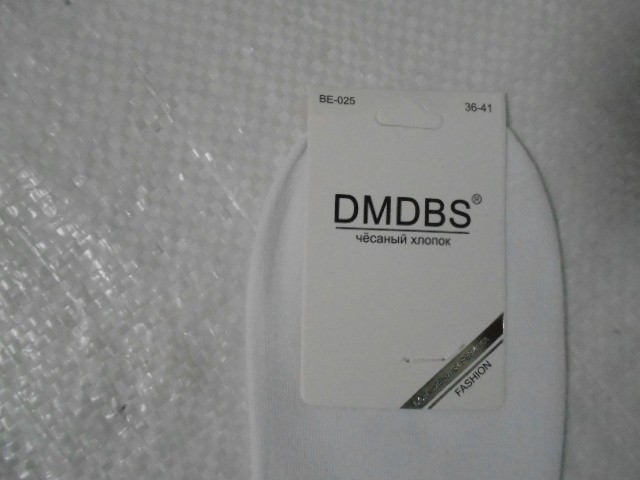 BE-025 36-41
DMDBS®
чёсаный хлопок
FASHION